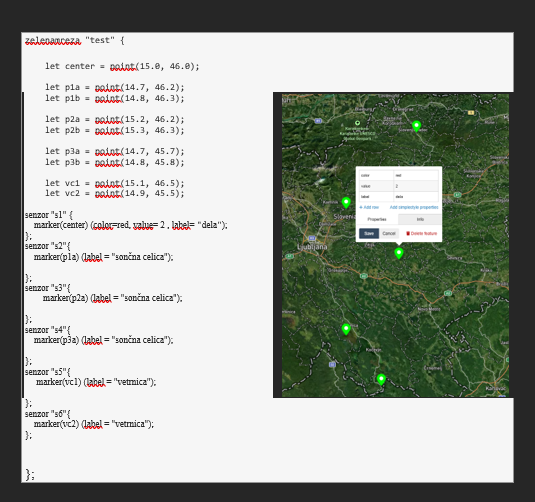 zelenamreza "test" {
let center = point(15.0, 46.0);
let p1a = point(14.7, 46.2);
let p1b = point(14.8, 46.3);
let p2a = point(15.2, 46.2);
let p2b = point(15.3, 46.3);
let p3a = point(14.7, 45.7);
let p3b = point(14.8, 45.8);
let vc1 = point(15.1, 46.5);
let vc2 = point(14.9, 45.5);
senzor "s1" {
marker(center) (color=red, value= 2 , label= "dela");
};
senzor "s2"{
marker(p1a) (label = "sončna celica");
};
senzor "s3"{
marker(p2a) (label = "sončna celica");
};
senzor "s4"{
marker(p3a) (label = "sončna celica");
};
senzor "s5"{
marker(vc1) (label = "vetrnica");
};
senzor "s6"{
marker(vc2) (label = "vetrnica");
};
};
color red
value 2
label dela
+ Add row Add simplestyle properties
Properties Info
Save Cancel Delete feature
Ljubljana